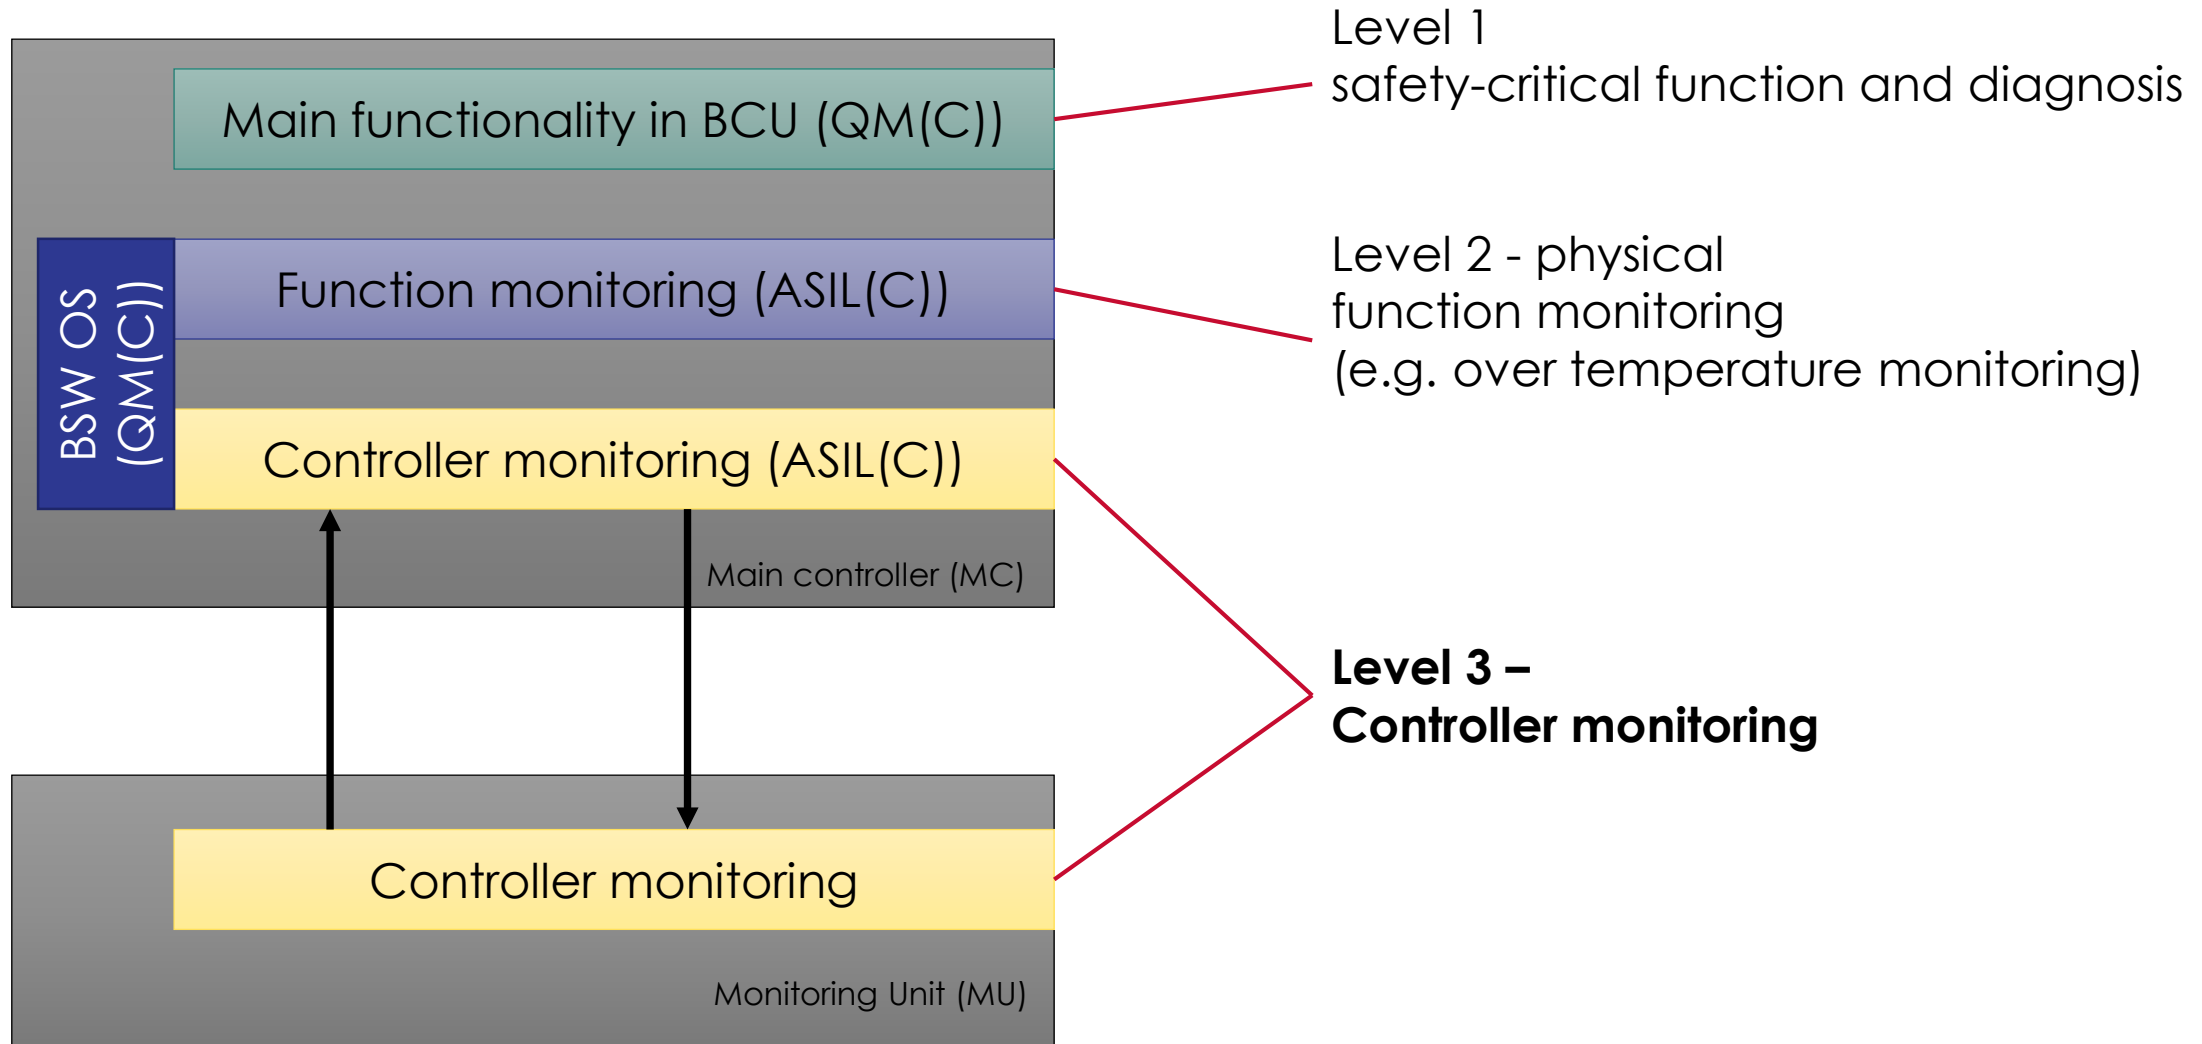 Level 1
safety-critical function and diagnosis
Main functionality in BCU (QM(C))
Level 2 - physical
function monitoring
(e.g. over temperature monitoring)
Function monitoring (ASIL(C))
BSW OS
(QM(C))
Controller monitoring (ASIL(C))
Main controller (MC)
Level 3 –
Controller monitoring
Controller monitoring
Monitoring Unit (MU)